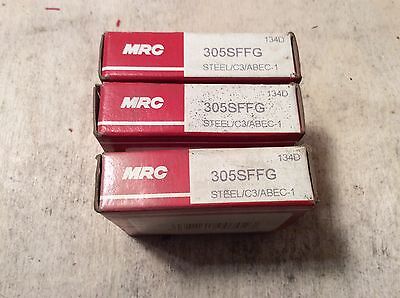 134D
MRC
305SFFG
STEEL/C3/ABEC-1
134D
MRC
305SFFG
STEEL/C3/ABEC-1
134D
MRC
305SFFG
STEEL/C3/ABEC-1